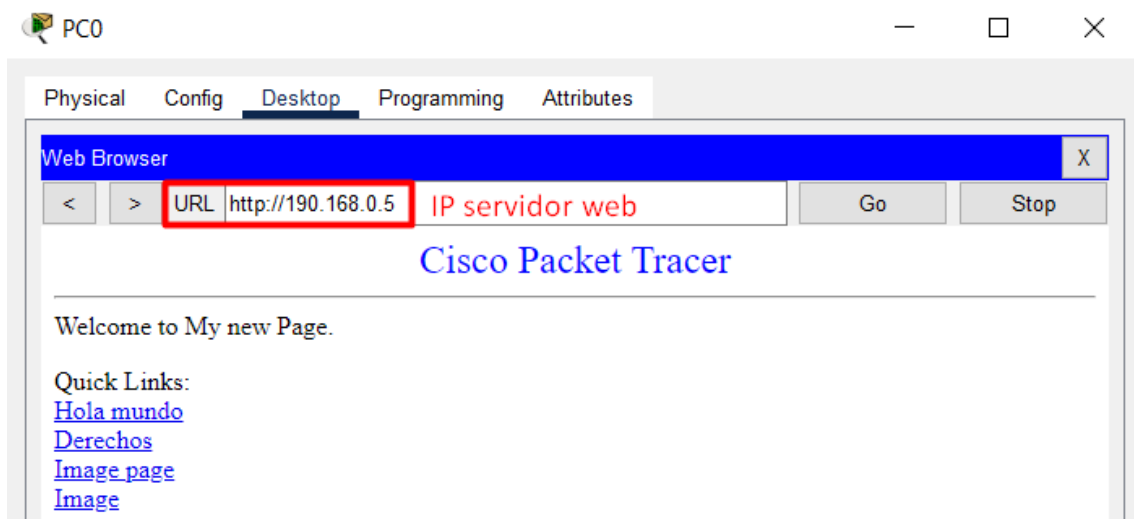 PC0
Physical Config Desktop Programming Attributes
Web Browser X
< > URL http://190.168.0.5 IP servidor web Go Stop
Cisco Packet Tracer
Welcome to My new Page.
Quick Links:
Hola mundo
Derechos
Image page
Image